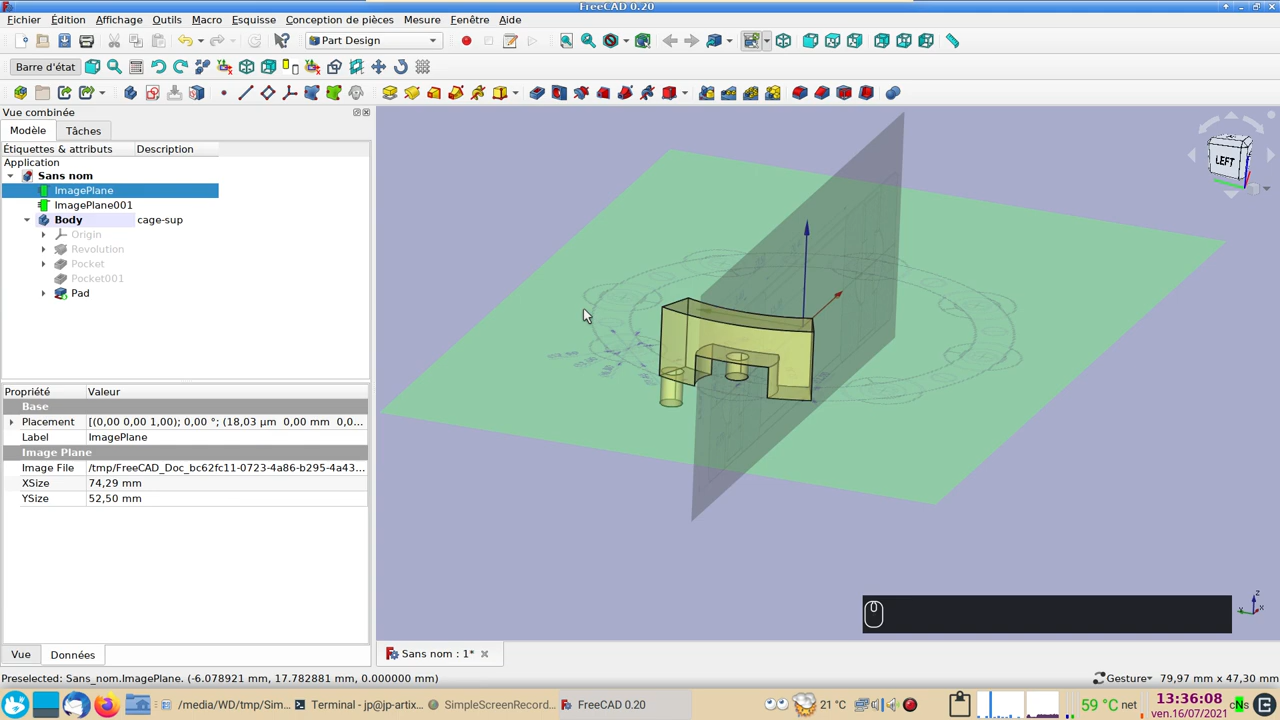 FreeCAD 0.20
Fichier Édition Affichage Outils Macro Esquisse Conception de pièces Mesure Fenêtre Aide
Part Design
Barre d'état
Vue combinée
Modèle Tâches
Étiquettes & attributs Description
Application
Sans nom
ImagePlane
ImagePlane001
Body cage-sup
Origin
Revolution
Pocket
Pocket001
Pad
LEFT
Propriété Valeur
Base
Placement [(0,00 0,00 1,00); 0,00 °; (18,03 µm 0,00 mm 0,0...
Label ImagePlane
Image Plane
Image File /tmp/FreeCAD_Doc_bc62fc11-0723-4a86-b295-4a43...
XSize 74,29 mm
YSize 52,50 mm
Vue Données
Sans nom : 1*
Preselected: Sans_nom.ImagePlane. (-6.078921 mm, 17.782881 mm, 0.000000 mm)
Gesture 79,97 mm x 47,30 mm
/media/WD/tmp/Sim... Terminal - jp@jp-artix... SimpleScreenRecord... FreeCAD 0.20
21 °C
59 °C net
13:36:08
ven.16/07/2021